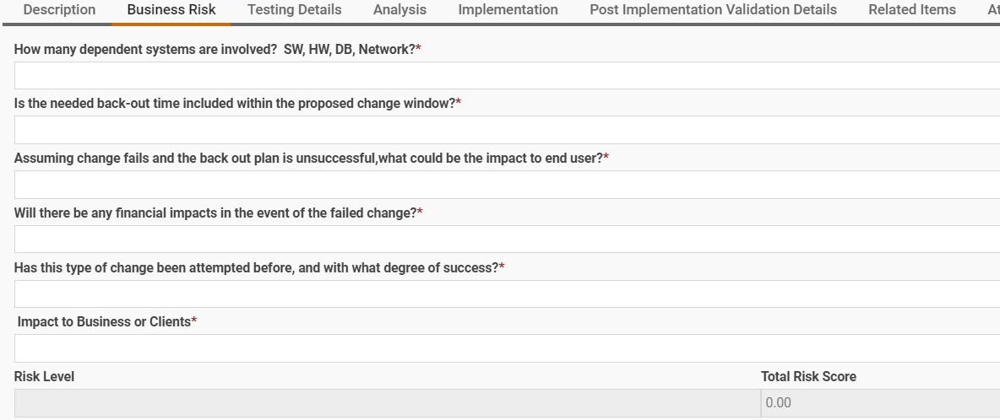 Description Business Risk Testing Details Analysis Implementation Post Implementation Validation Details Related Items
How many dependent systems are involved?  SW, HW, DB, Network?*
Is the needed back-out time included within the proposed change window?*
Assuming change fails and the back out plan is unsuccessful,what could be the impact to end user?*
Will there be any financial impacts in the event of the failed change?*
Has this type of change been attempted before, and with what degree of success?*
Impact to Business or Clients*
Risk Level Total Risk Score
0.00